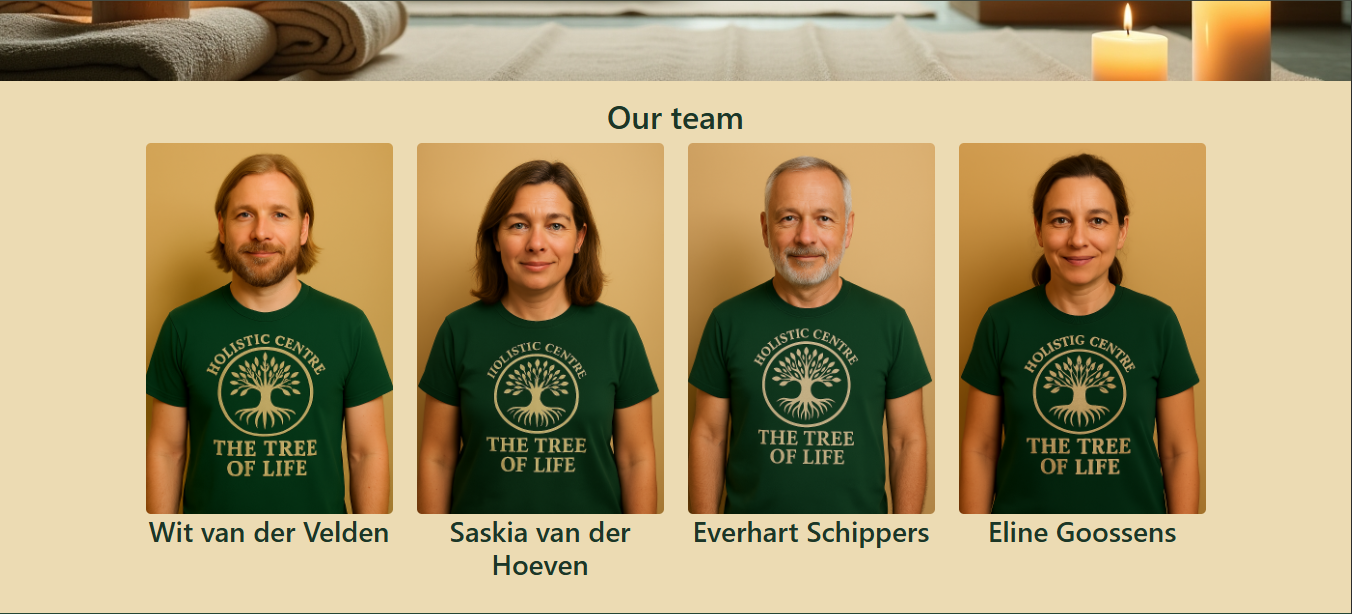 Our team
HOLISTIC CENTRE
THE TREE
OF LIFE
HOLISTIC CENTRE
THE TREE
OF LIFE
HOLISTIC CENTRE
THE TREE
OF LIFE
HOLISTIG CENTRE
THE TREE
OF LIFE
Wit van der Velden
Saskia van der
Hoeven
Everhart Schippers
Eline Goossens